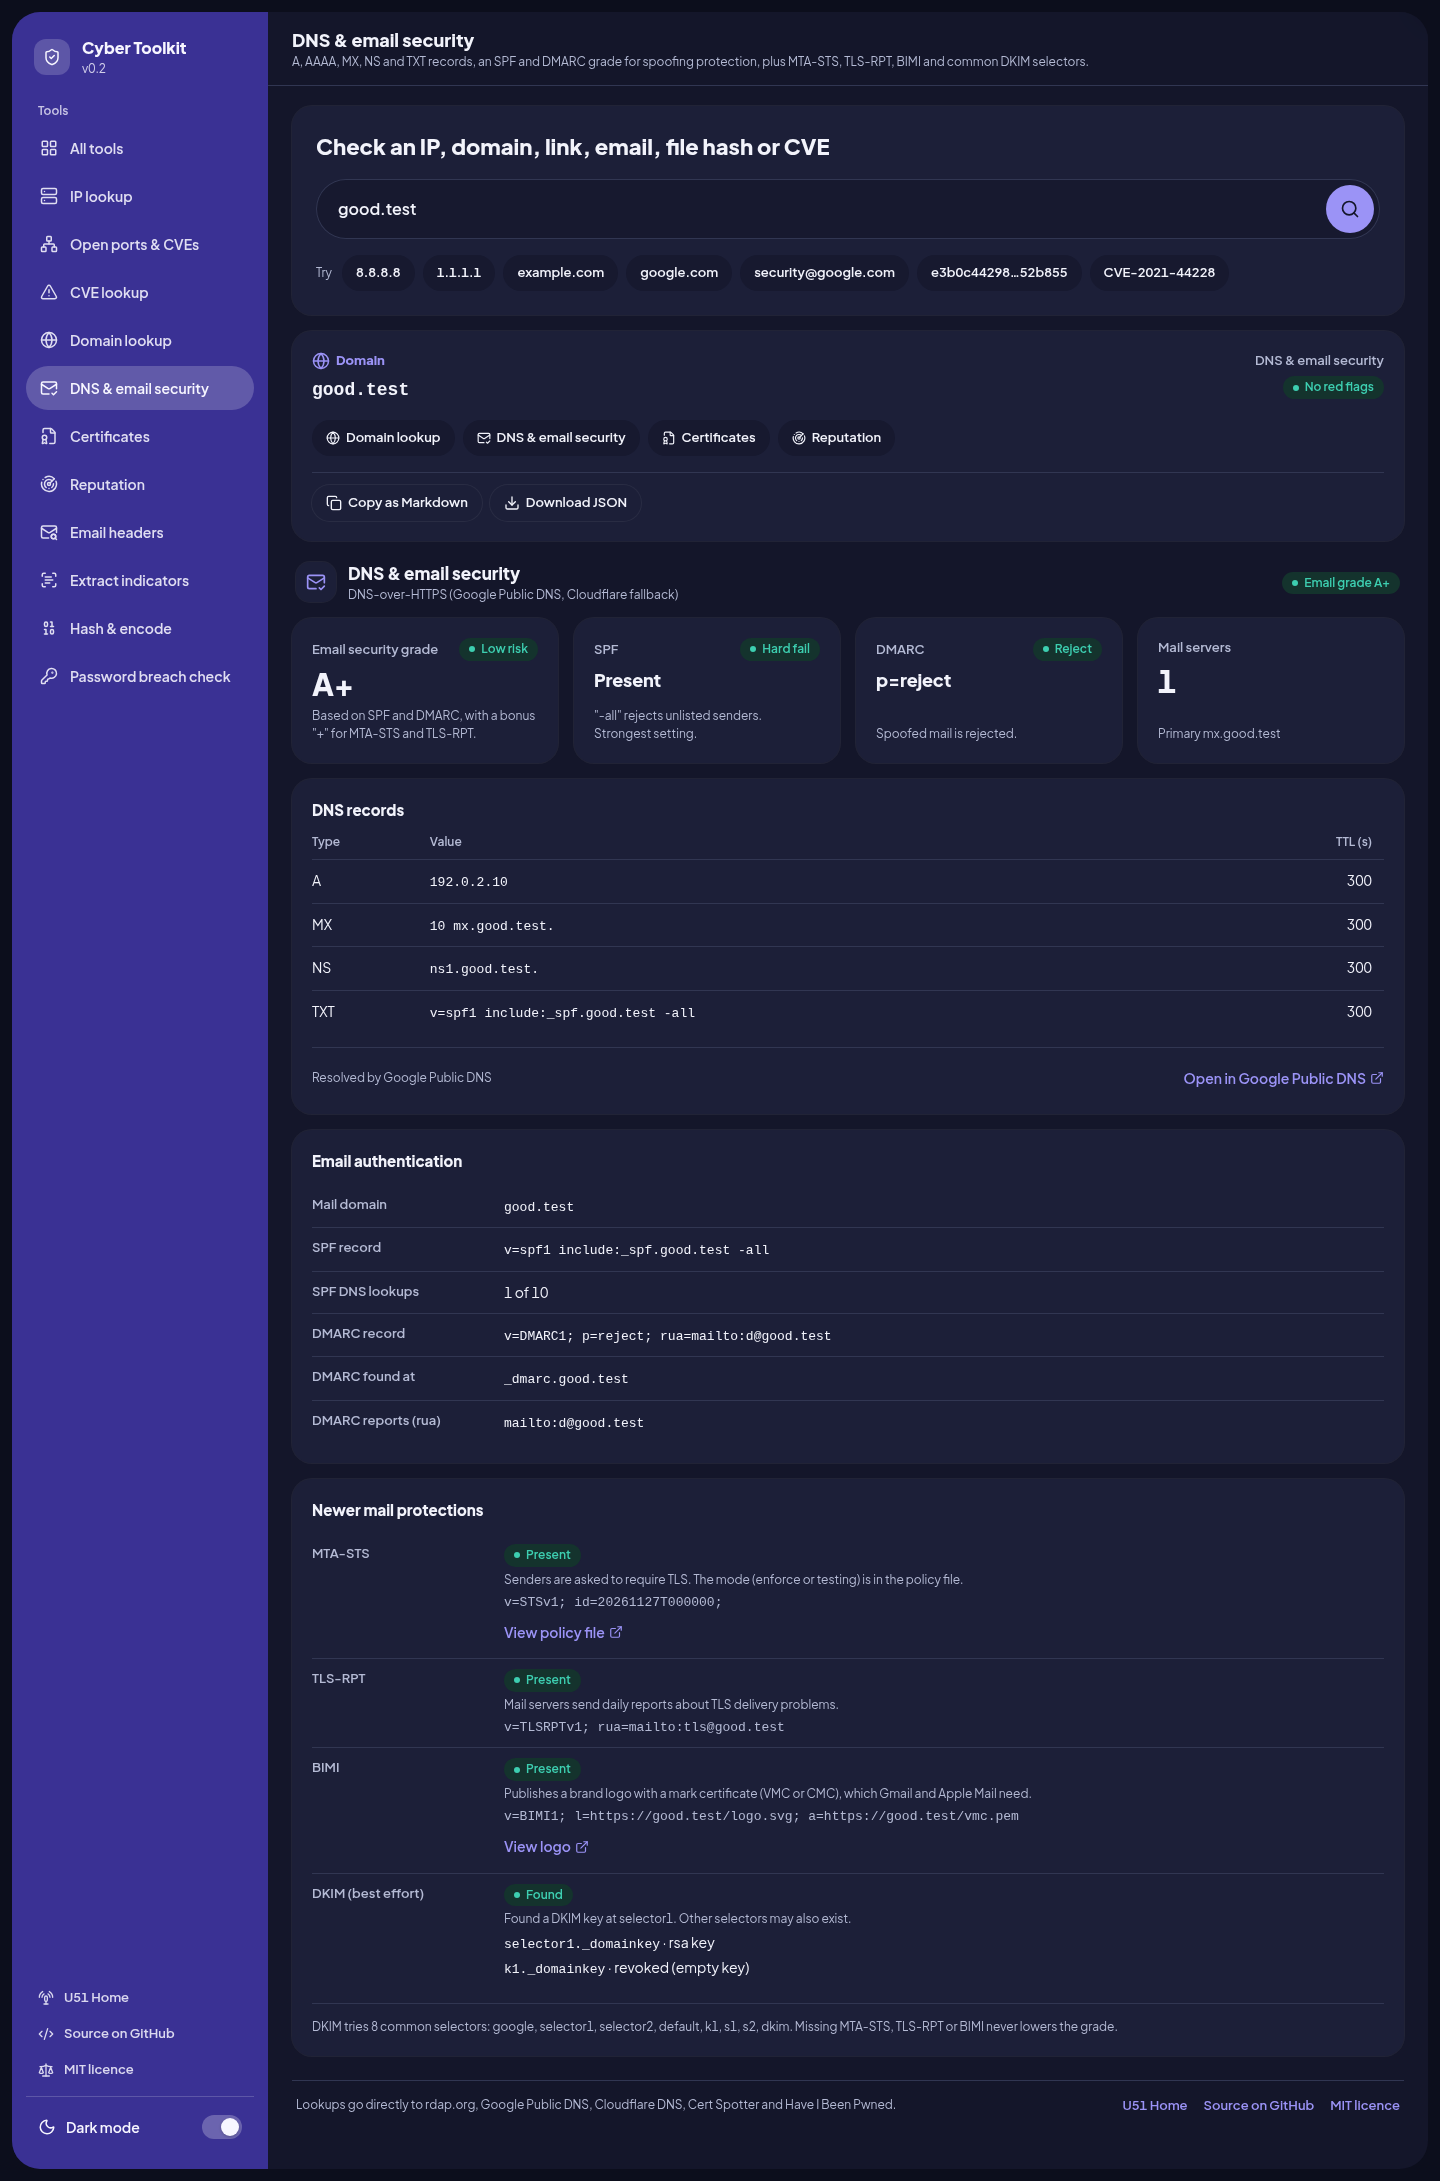 Cyber Toolkit
v0.2
Tools
All tools
IP lookup
Open ports & CVEs
CVE lookup
Domain lookup
DNS & email security
Certificates
Reputation
Email headers
Extract indicators
Hash & encode
Password breach check
U51 Home
Source on GitHub
MIT licence
Dark mode
DNS & email security
A, AAAA, MX, NS and TXT records, an SPF and DMARC grade for spoofing protection, plus MTA-STS, TLS-RPT, BIMI and common DKIM selectors.
Check an IP, domain, link, email, file hash or CVE
good.test
Try 8.8.8.8 1.1.1.1 example.com google.com security@google.com e3b0c44298…52b855 CVE-2021-44228
Domain
DNS & email security
good.test
No red flags
Domain lookup DNS & email security Certificates Reputation
Copy as Markdown Download JSON
DNS & email security
DNS-over-HTTPS (Google Public DNS, Cloudflare fallback)
Email grade A+
Email security grade Low risk
A+
Based on SPF and DMARC, with a bonus
"+" for MTA-STS and TLS-RPT.
SPF Hard fail
Present
"-all" rejects unlisted senders.
Strongest setting.
DMARC Reject
p=reject
Spoofed mail is rejected.
Mail servers
1
Primary mx.good.test
DNS records
Type Value TTL (s)
A 192.0.2.10 300
MX 10 mx.good.test. 300
NS ns1.good.test. 300
TXT v=spf1 include:_spf.good.test -all 300
Resolved by Google Public DNS Open in Google Public DNS
Email authentication
Mail domain good.test
SPF record v=spf1 include:_spf.good.test -all
SPF DNS lookups 1 of 10
DMARC record v=DMARC1; p=reject; rua=mailto:d@good.test
DMARC found at _dmarc.good.test
DMARC reports (rua) mailto:d@good.test
Newer mail protections
MTA-STS Present
Senders are asked to require TLS. The mode (enforce or testing) is in the policy file.
v=STSv1; id=20261127T000000;
View policy file
TLS-RPT Present
Mail servers send daily reports about TLS delivery problems.
v=TLSRPTv1; rua=mailto:tls@good.test
BIMI Present
Publishes a brand logo with a mark certificate (VMC or CMC), which Gmail and Apple Mail need.
v=BIMI1; l=https://good.test/logo.svg; a=https://good.test/vmc.pem
View logo
DKIM (best effort) Found
Found a DKIM key at selector1. Other selectors may also exist.
selector1._domainkey · rsa key
k1._domainkey · revoked (empty key)
DKIM tries 8 common selectors: google, selector1, selector2, default, k1, s1, s2, dkim. Missing MTA-STS, TLS-RPT or BIMI never lowers the grade.
Lookups go directly to rdap.org, Google Public DNS, Cloudflare DNS, Cert Spotter and Have I Been Pwned.
U51 Home Source on GitHub MIT licence